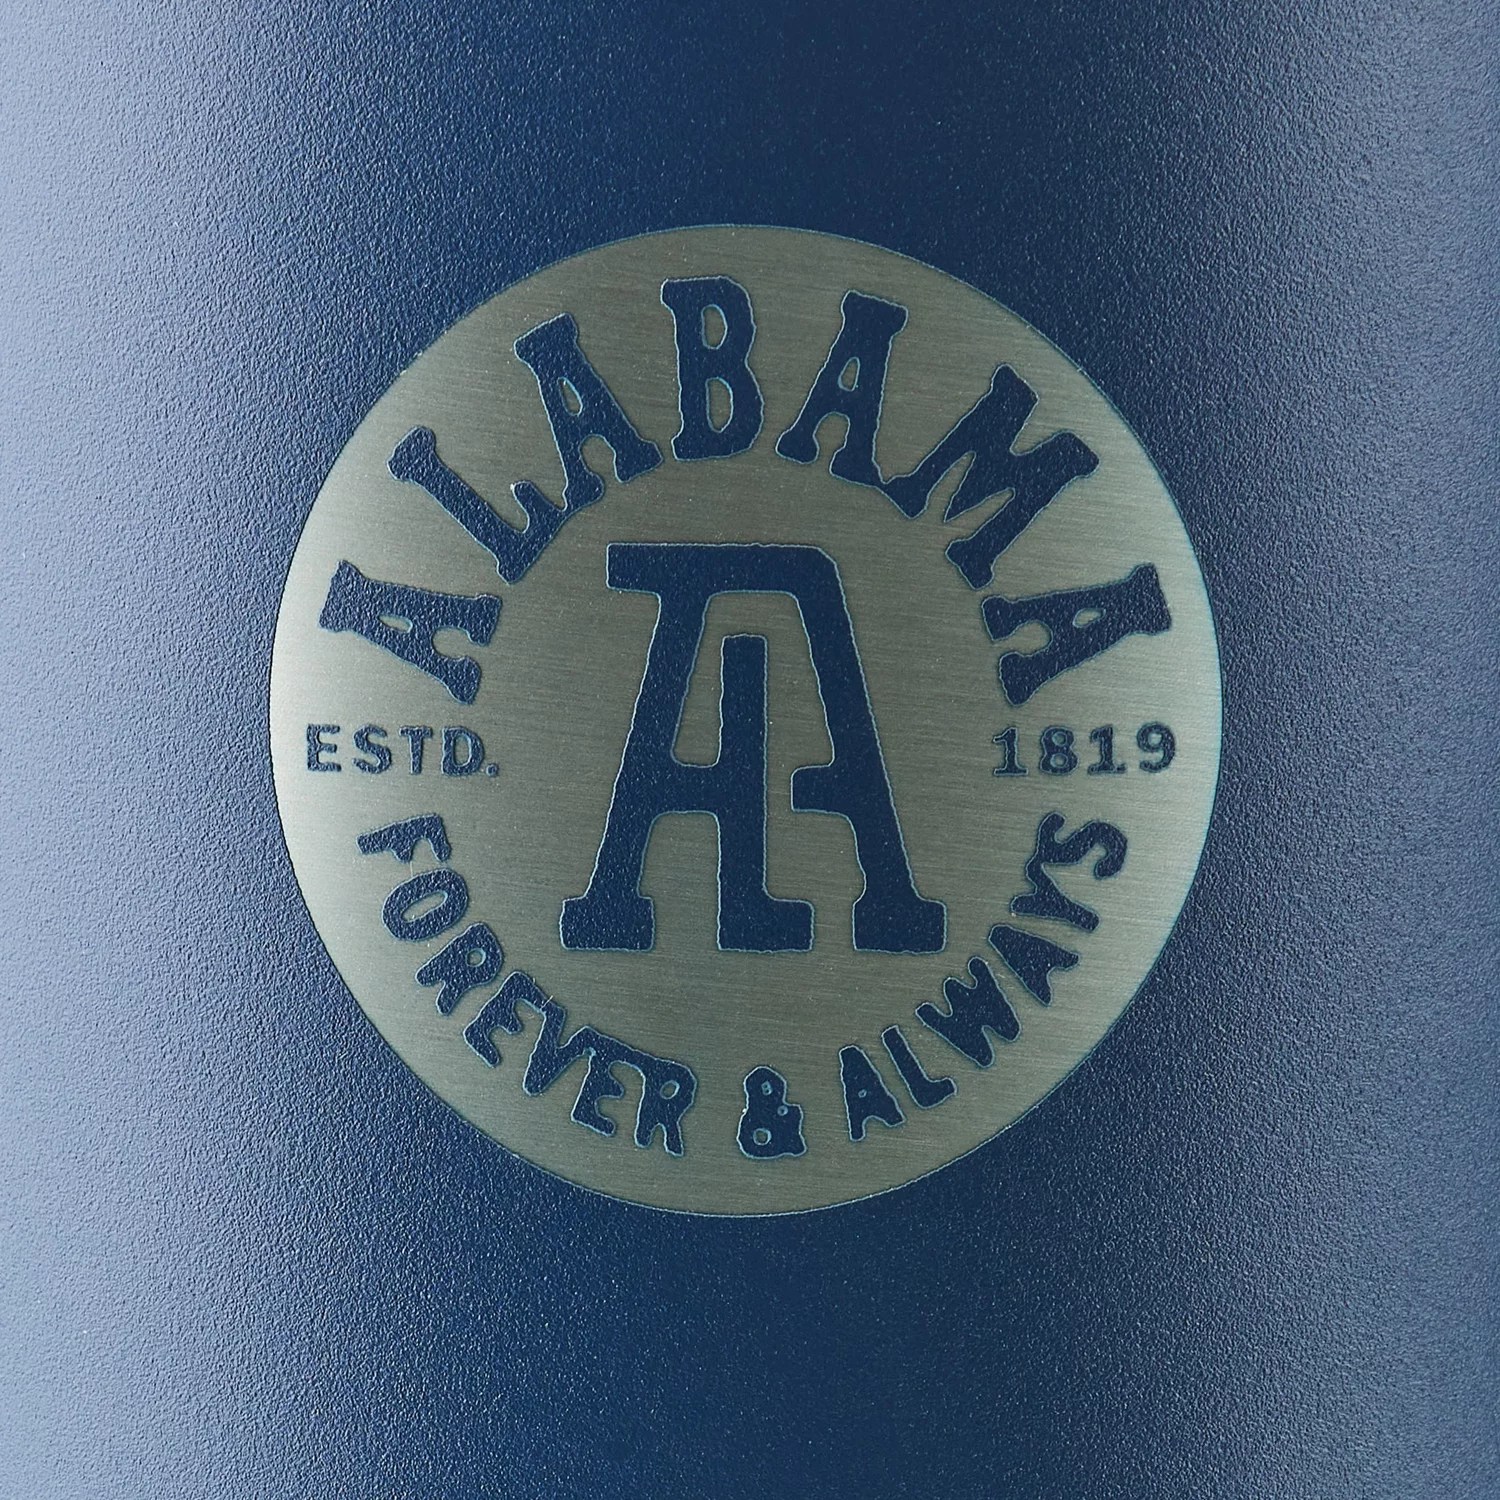 ALABAMA
ESTD. 1819
FOREVER & ALWAYS